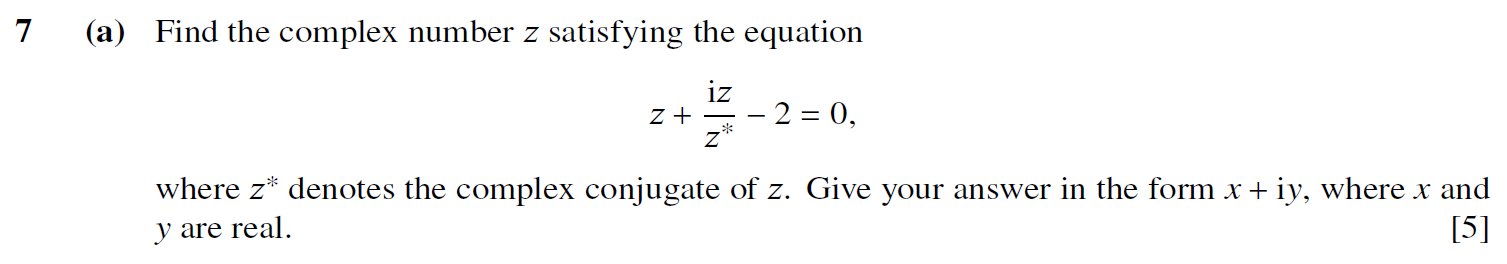 7 (a) Find the complex number z satisfying the equation
z + iz/z* − 2 = 0,
where z* denotes the complex conjugate of z. Give your answer in the form x + iy, where x and
y are real. [5]